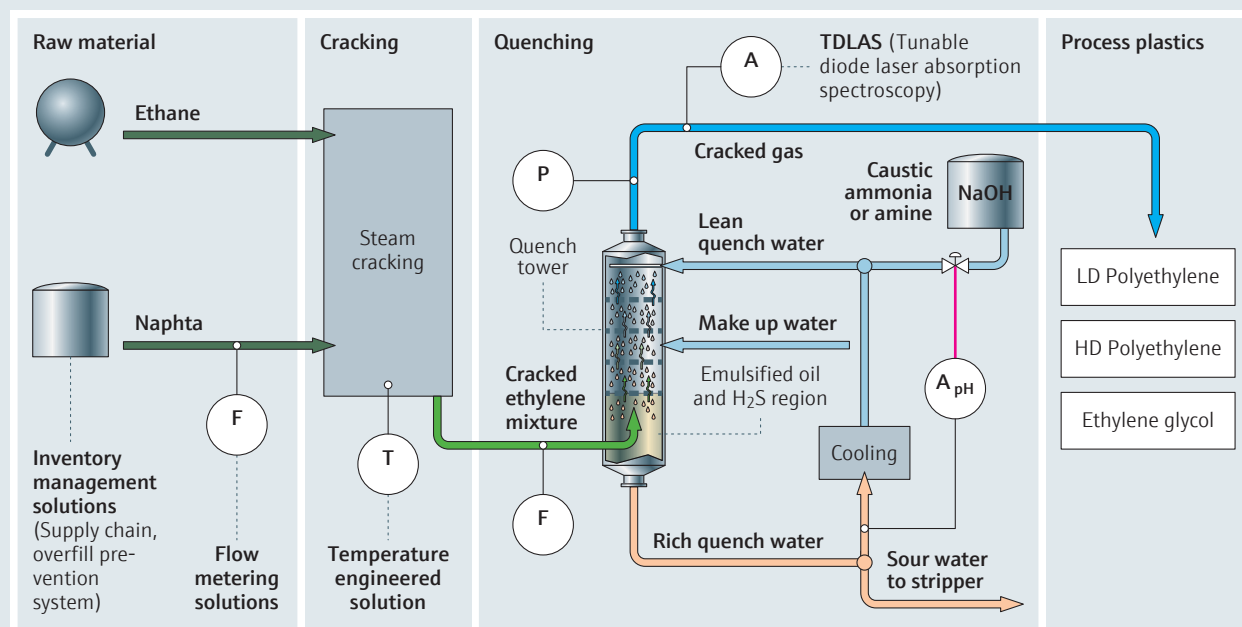 Raw material
Ethane
Naphta
F
Inventory
management
solutions
(Supply chain,
overfill pre-
vention
system)
Flow
metering
solutions
Cracking
Steam
cracking
T
Temperature
engineered
solution
Quenching
A
TDLAS (Tunable
diode laser absorption
spectroscopy)
P
Cracked gas
Caustic
ammonia
or amine
NaOH
Lean
quench water
Quench
tower
Make up water
Cracked
ethylene
mixture
Emulsified oil
and H₂S region
A pH
Cooling
F
Rich quench water
Sour water
to stripper
Process plastics
LD Polyethylene
HD Polyethylene
Ethylene glycol